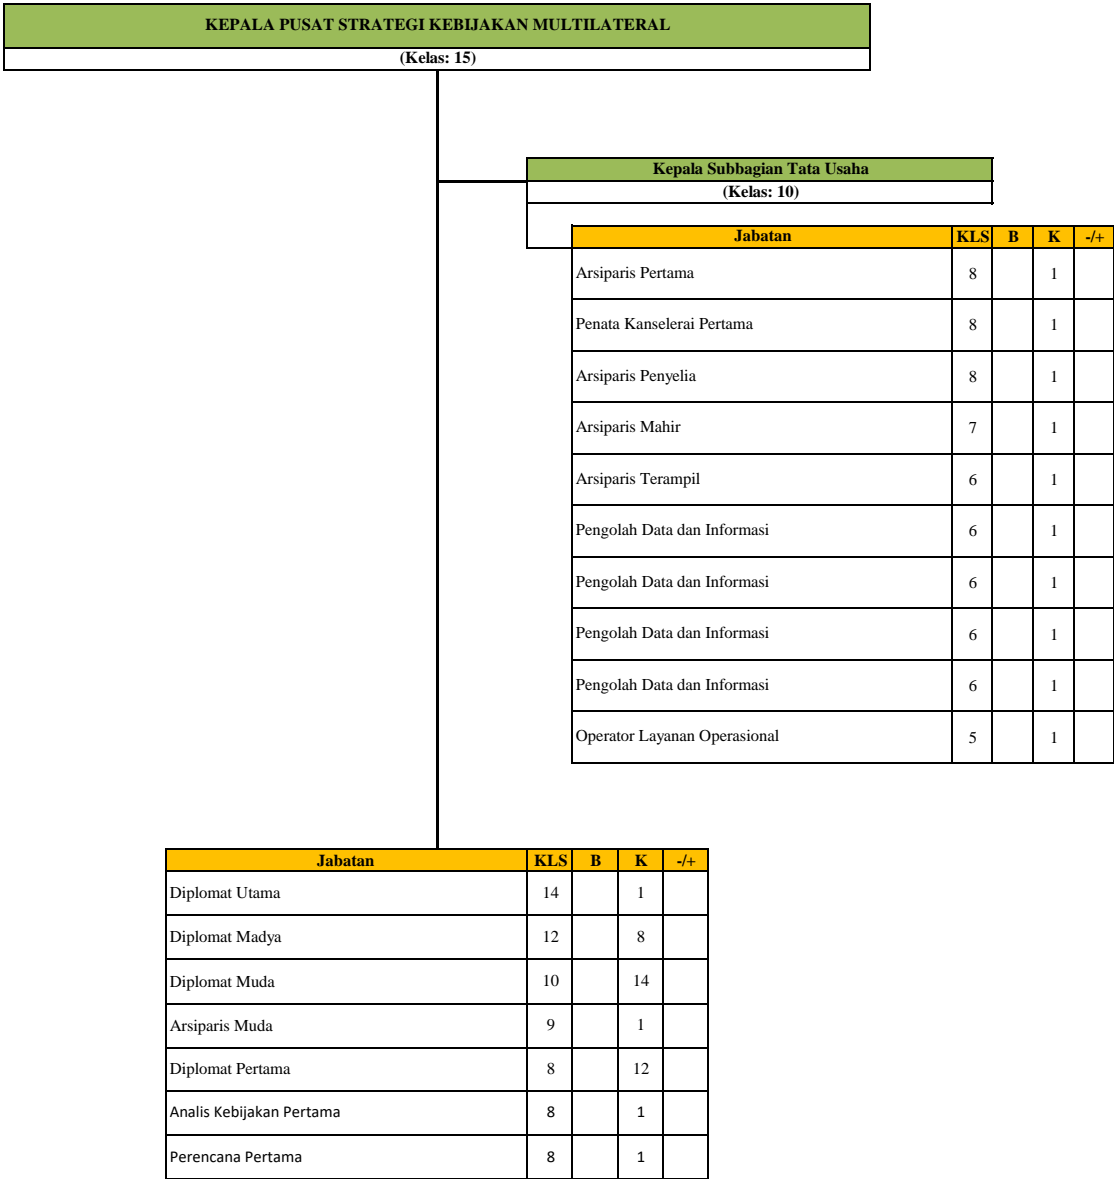 KEPALA PUSAT STRATEGI KEBIJAKAN MULTILATERAL
(Kelas: 15)
Kepala Subbagian Tata Usaha
(Kelas: 10)
Jabatan KLS B K -/+
Arsiparis Pertama 8 1
Penata Kanselerai Pertama 8 1
Arsiparis Penyelia 8 1
Arsiparis Mahir 7 1
Arsiparis Terampil 6 1
Pengolah Data dan Informasi 6 1
Pengolah Data dan Informasi 6 1
Pengolah Data dan Informasi 6 1
Pengolah Data dan Informasi 6 1
Operator Layanan Operasional 5 1
Jabatan KLS B K -/+
Diplomat Utama 14 1
Diplomat Madya 12 8
Diplomat Muda 10 14
Arsiparis Muda 9 1
Diplomat Pertama 8 12
Analis Kebijakan Pertama 8 1
Perencana Pertama 8 1